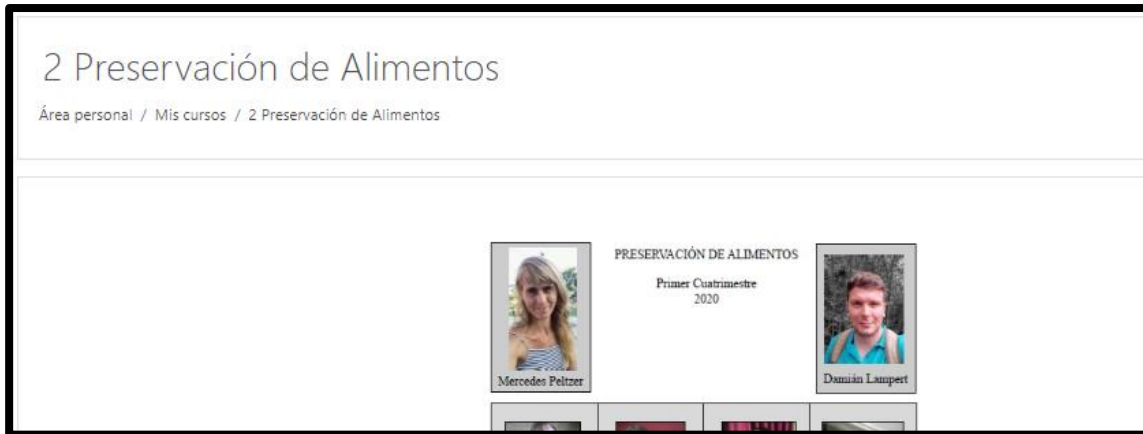 2 Preservación de Alimentos
Área personal / Mis cursos / 2 Preservación de Alimentos
PRESERVACIÓN DE ALIMENTOS
Primer Cuatrimestre
2020
Mercedes Peltzer
Damián Lampert